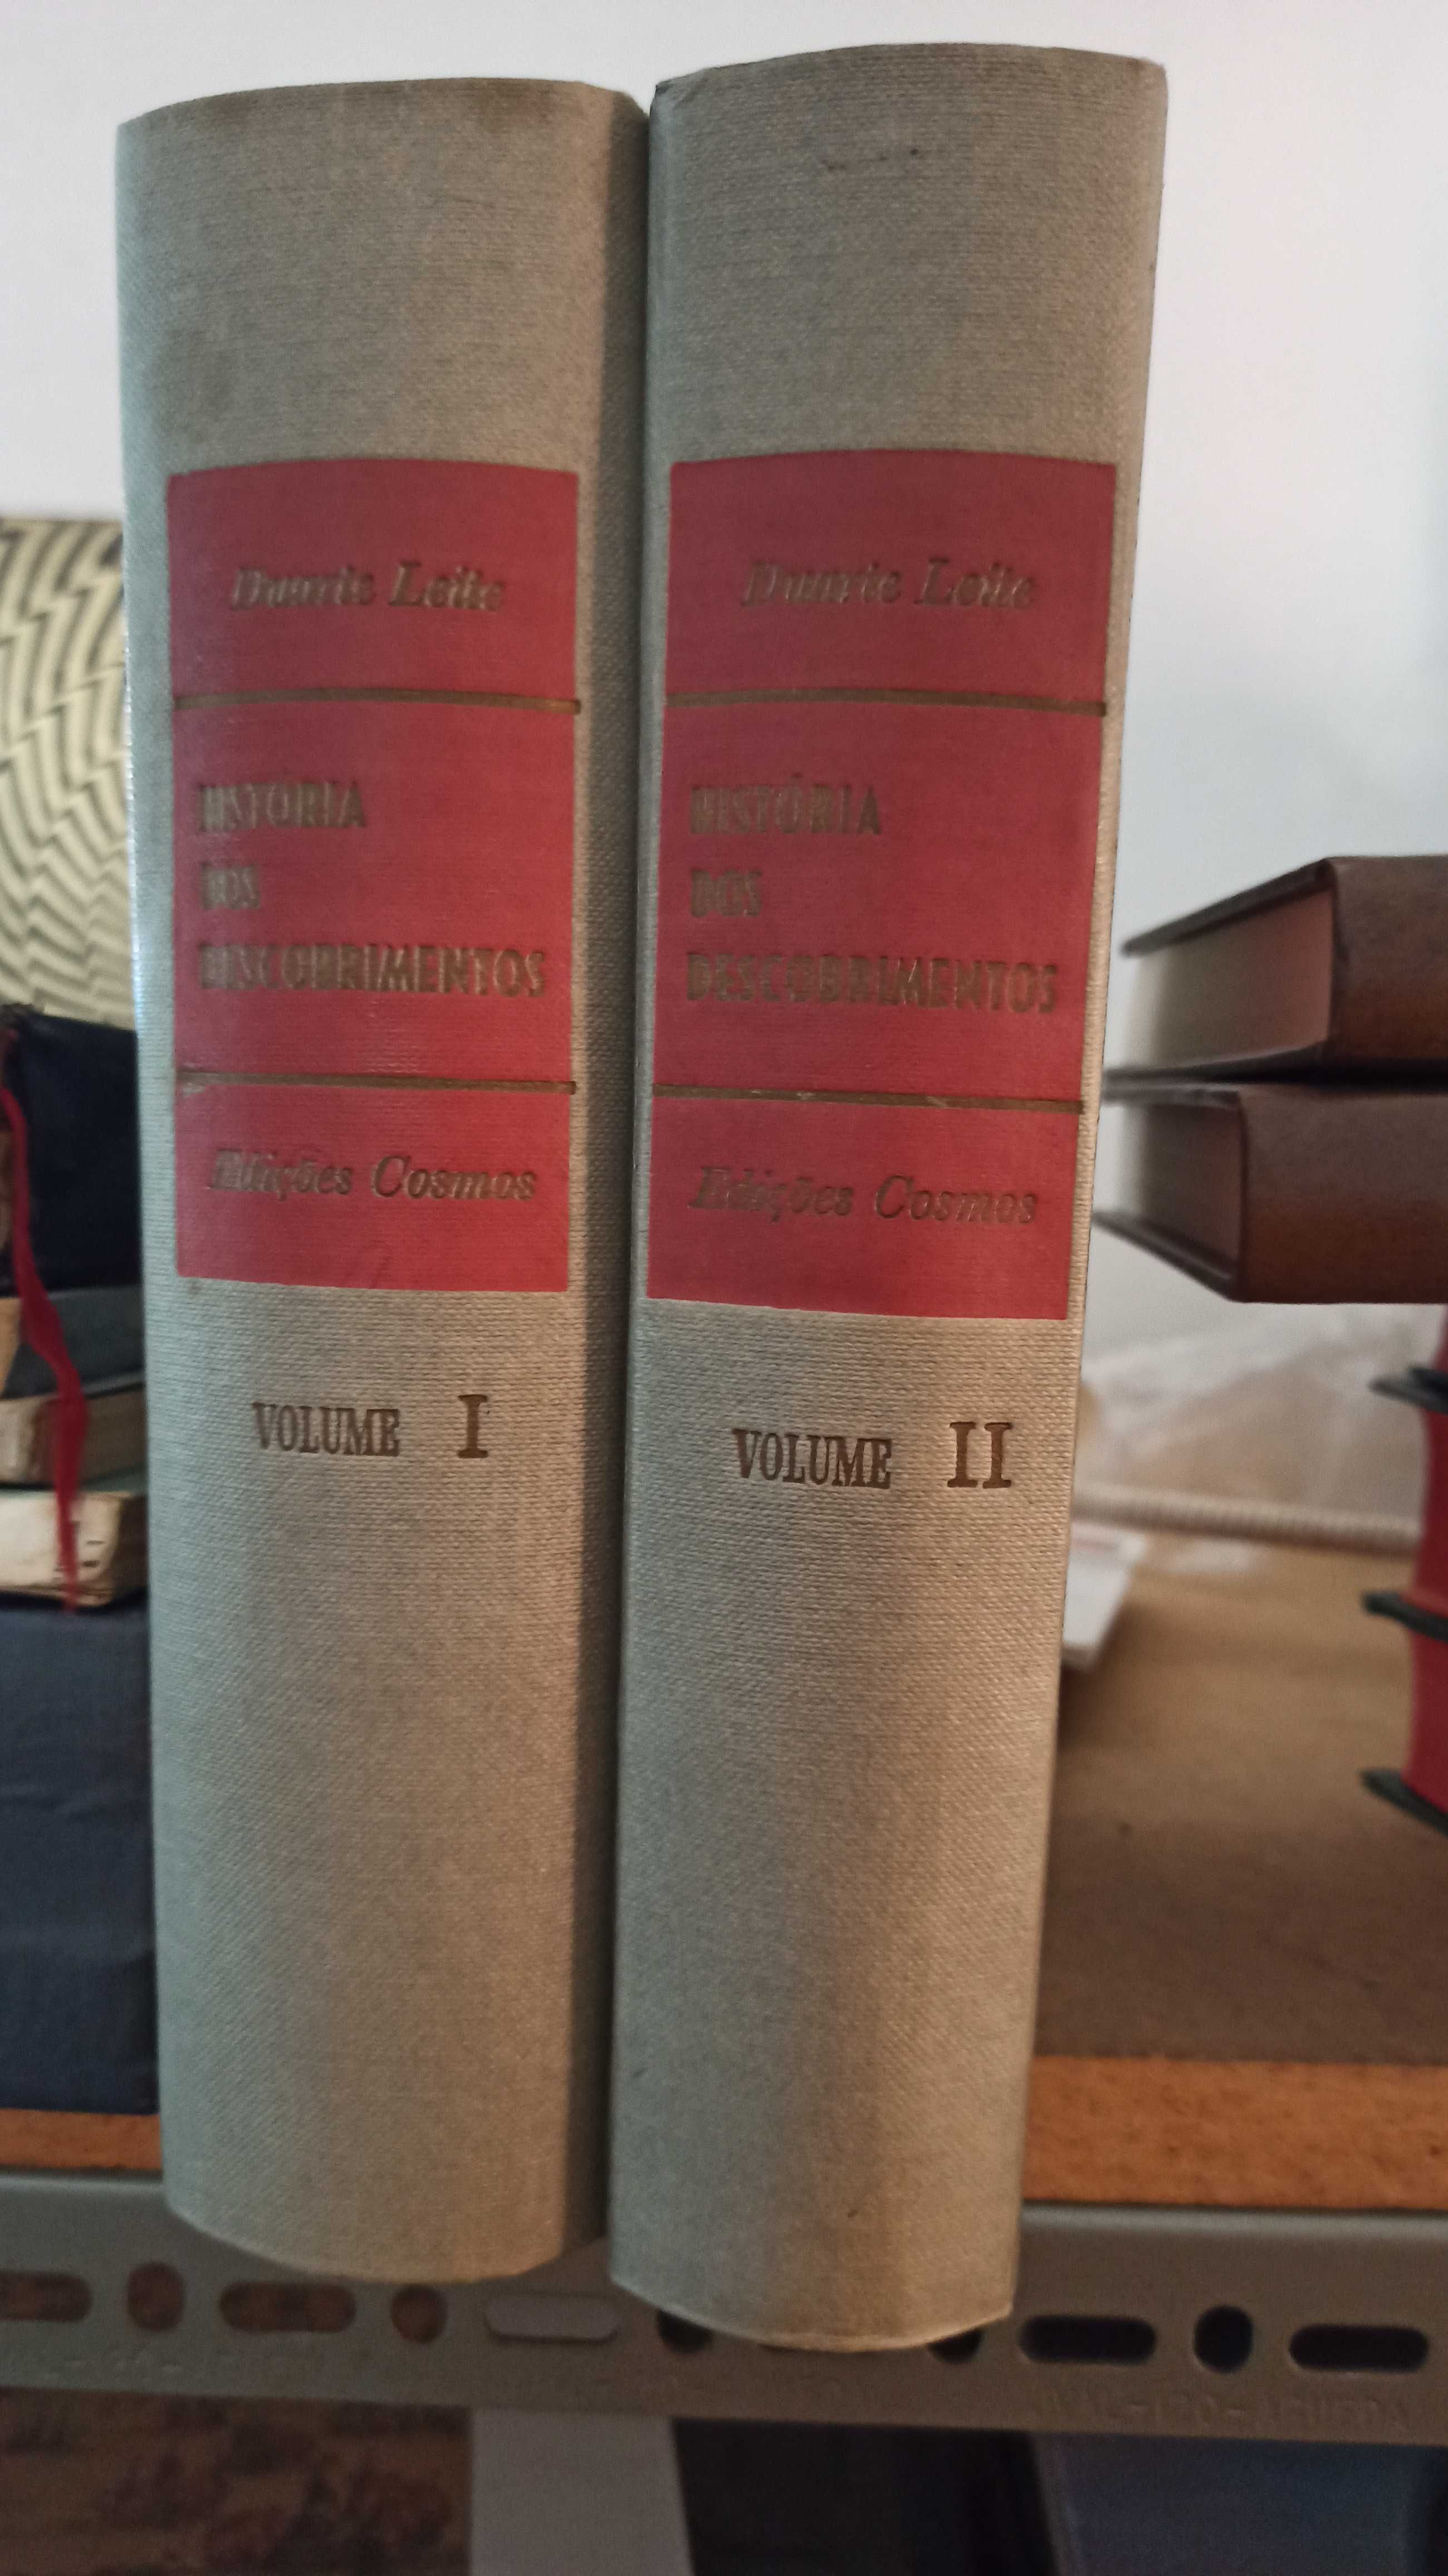 Duarte Leite
HISTÓRIA
DOS
DESCOBRIMENTOS
Edições Cosmos
VOLUME I
Duarte Leite
HISTÓRIA
DOS
DESCOBRIMENTOS
Edições Cosmos
VOLUME II